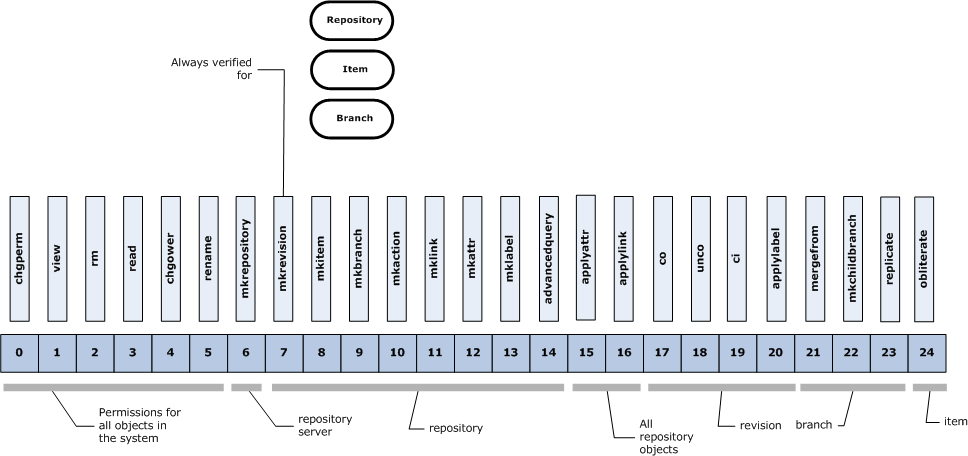 Repository
Item
Branch
Always verified
for
chgperm
view
rm
read
chgower
rename
mkrepository
mkrevision
mkitem
mkbranch
mkaction
mklink
mkattr
mklabel
advancedquery
applyattr
applylink
co
unco
ci
applylabel
mergefrom
mkchildbranch
replicate
obliterate
0 1 2 3 4 5 6 7 8 9 10 11 12 13 14 15 16 17 18 19 20 21 22 23 24
Permissions for
all objects in
the system
repository
server
repository
All
repository
objects
revision
branch
item